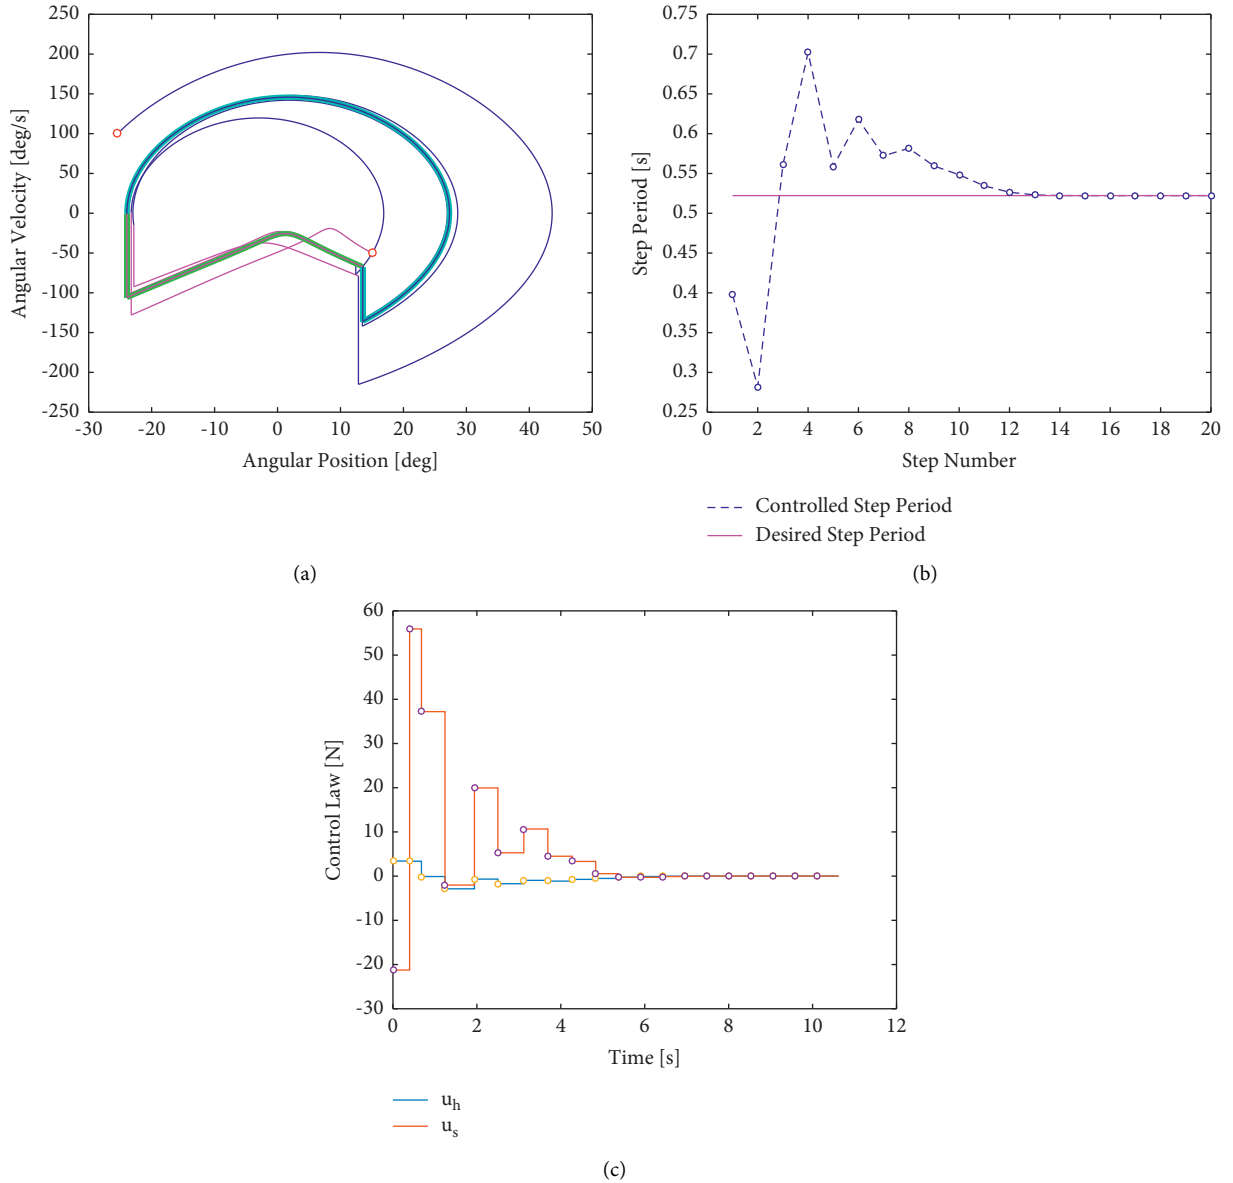 250
200
150
100
50
0
-50
-100
-150
-200
-250
-30 -20 -10 0 10 20 30 40 50
Angular Velocity [deg/s]
Angular Position [deg]
(a)
0.75
0.7
0.65
0.6
0.55
0.5
0.45
0.4
0.35
0.3
0.25
0 2 4 6 8 10 12 14 16 18 20
Step Period [s]
Step Number
Controlled Step Period
Desired Step Period
(b)
60
50
40
30
20
10
0
-10
-20
-30
0 2 4 6 8 10 12
Control Law [N]
Time [s]
u_h
u_s
(c)